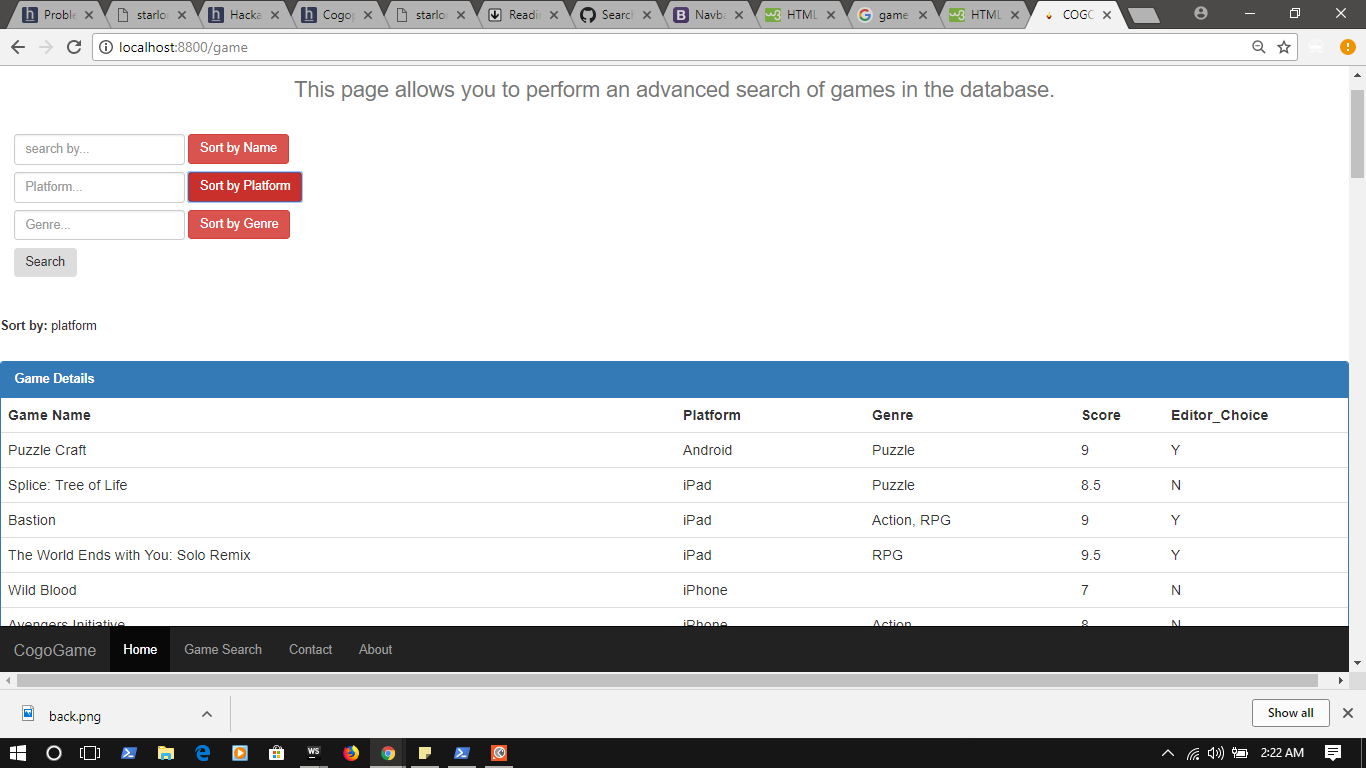 Proble
starlo
Hacka
Cogop
starlo
Readi
Search
Navba
HTML
game
HTML
COGC
localhost:8800/game
This page allows you to perform an advanced search of games in the database.
search by... Sort by Name
Platform... Sort by Platform
Genre... Sort by Genre
Search
Sort by: platform
Game Details
Game Name Platform Genre Score Editor_Choice
Puzzle Craft Android Puzzle 9 Y
Splice: Tree of Life iPad Puzzle 8.5 N
Bastion iPad Action, RPG 9 Y
The World Ends with You: Solo Remix iPad RPG 9.5 Y
Wild Blood iPhone 7 N
Avengers Initiative iPhone Action 8 N
CogoGame Home Game Search Contact About
back.png Show all
WS
2:22 AM